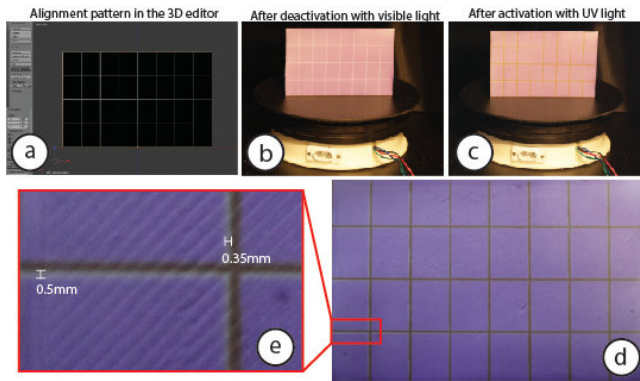 Alignment pattern in the 3D editor
After deactivation with visible light
After activation with UV light
a
b
c
0.35mm
0.5mm
e
d